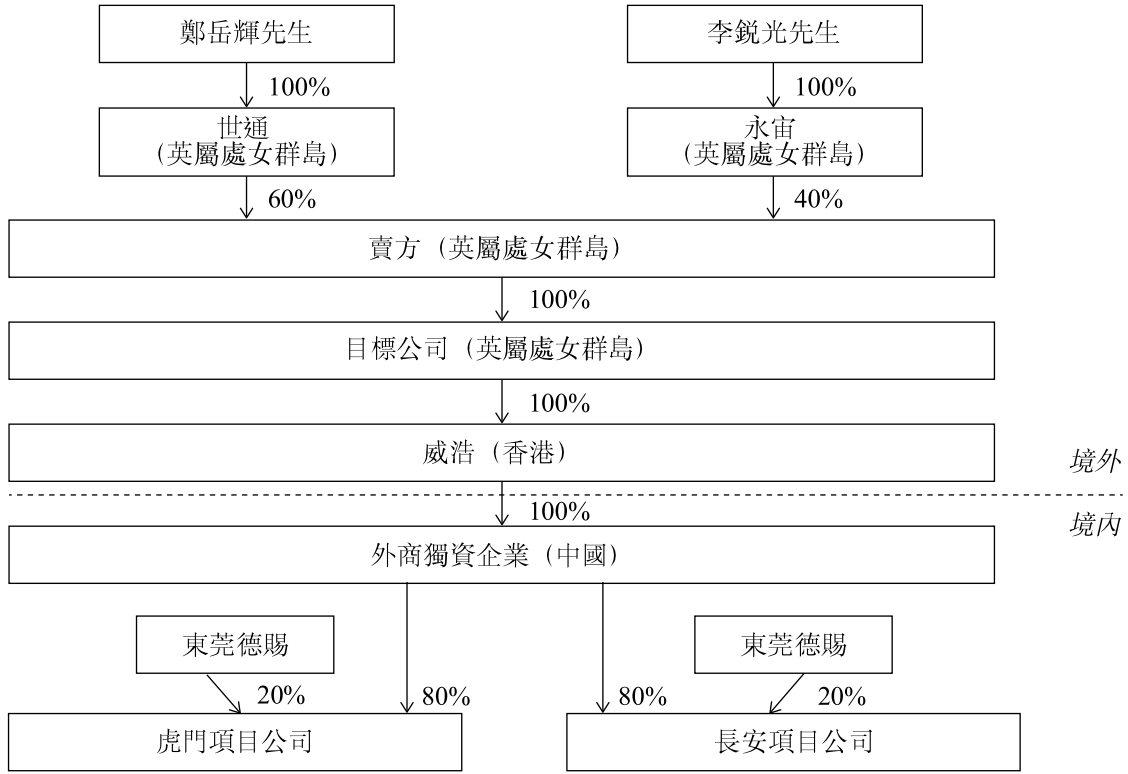 鄭岳輝先生
李鋭光先生
100%
100%
世通
(英屬處女群島)
永宙
(英屬處女群島)
60%
40%
賣方 (英屬處女群島)
100%
目標公司 (英屬處女群島)
100%
威浩 (香港)
境外
100%
境內
外商獨資企業 (中國)
東莞德賜
東莞德賜
20%
80%
80%
20%
虎門項目公司
長安項目公司